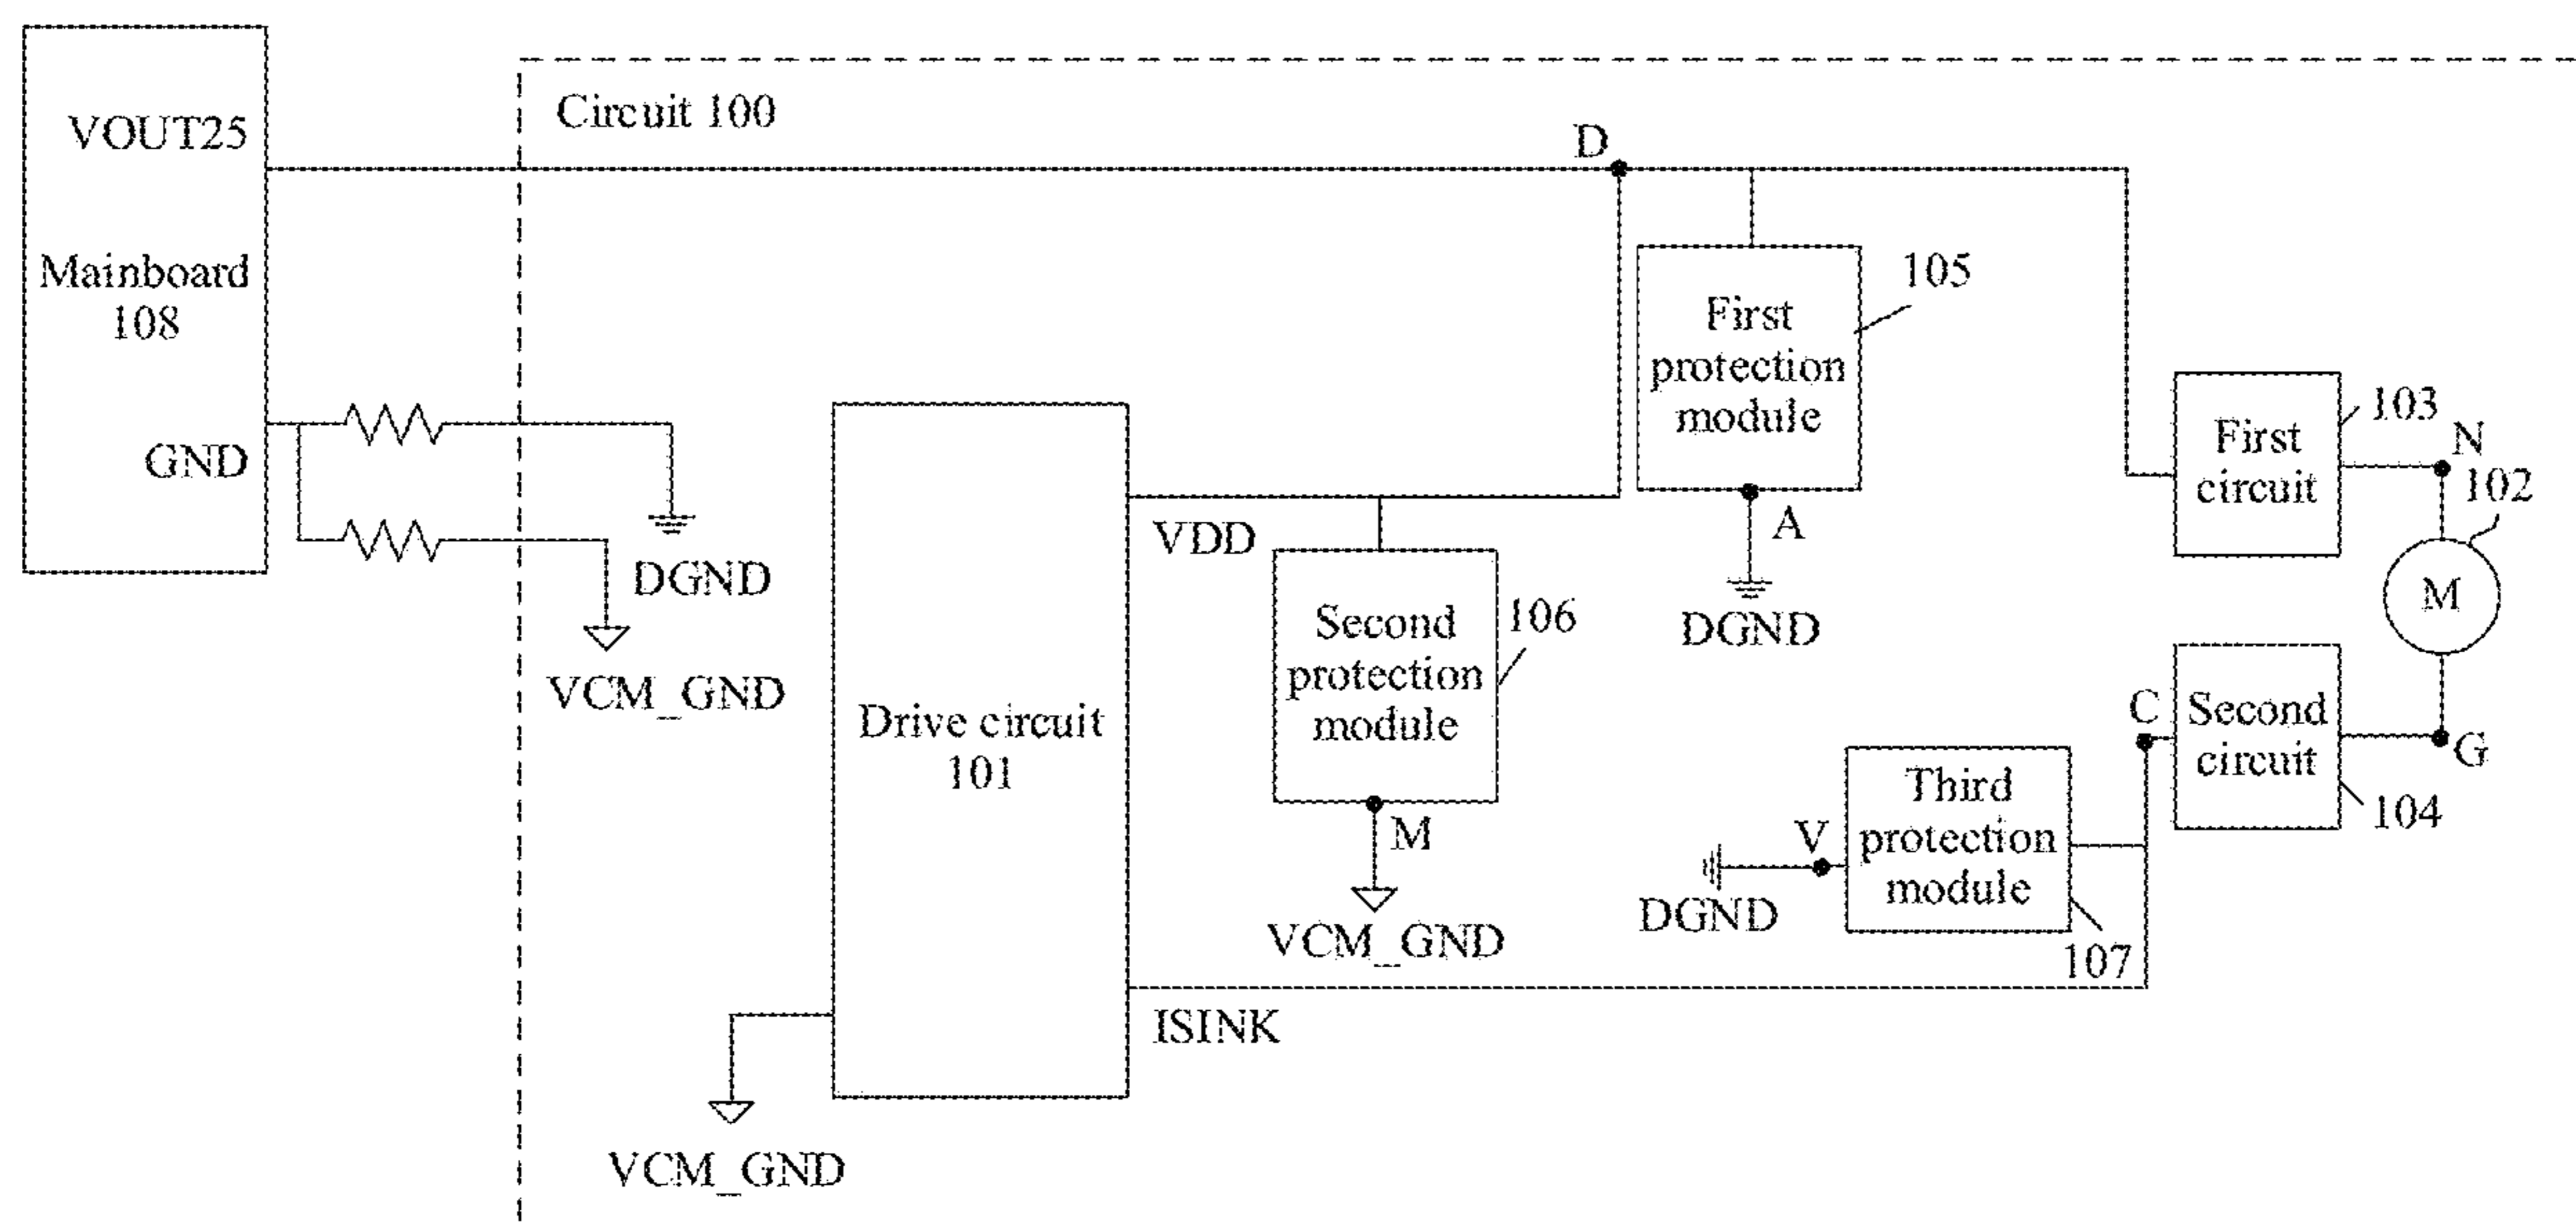 Circuit 100
VOUT25
Mainboard
108
GND
DGND
VCM_GND
D
105
First
protection
module
A
DGND
103
First
circuit
N
102
M
Drive circuit
101
VDD
106
Second
protection
module
M
VCM_GND
C
Second
circuit
G
104
V
Third
protection
module
DGND
107
ISINK
VCM_GND